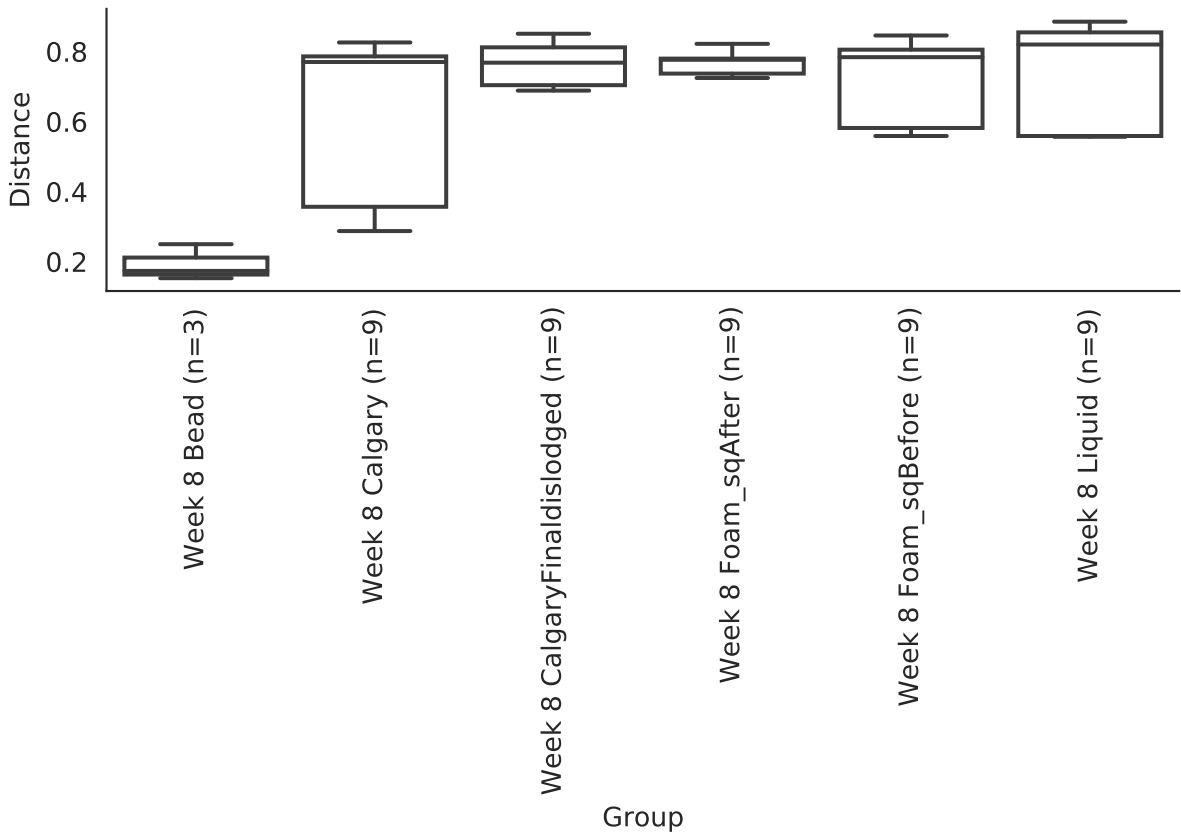 Distance
0.8
0.6
0.4
0.2
Week 8 Bead (n=3)
Week 8 Calgary (n=9)
Week 8 CalgaryFinaldislodged (n=9)
Week 8 Foam_sqAfter (n=9)
Week 8 Foam_sqBefore (n=9)
Week 8 Liquid (n=9)
Group